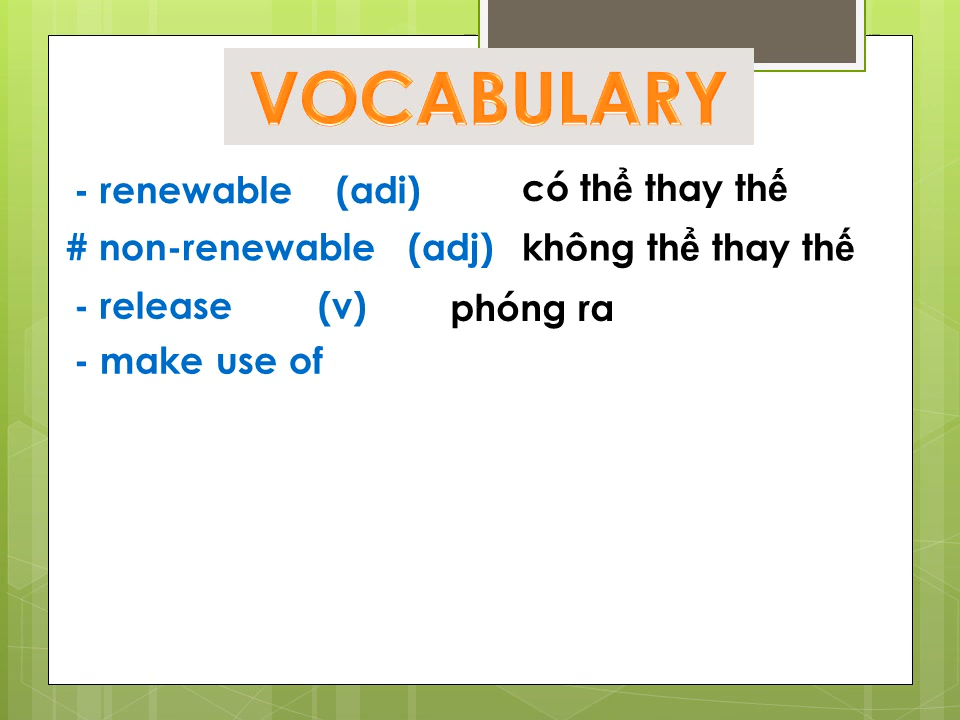 VOCABULARY
- renewable (adi) có thể thay thế
# non-renewable (adj) không thể thay thế
- release (v) phóng ra
- make use of